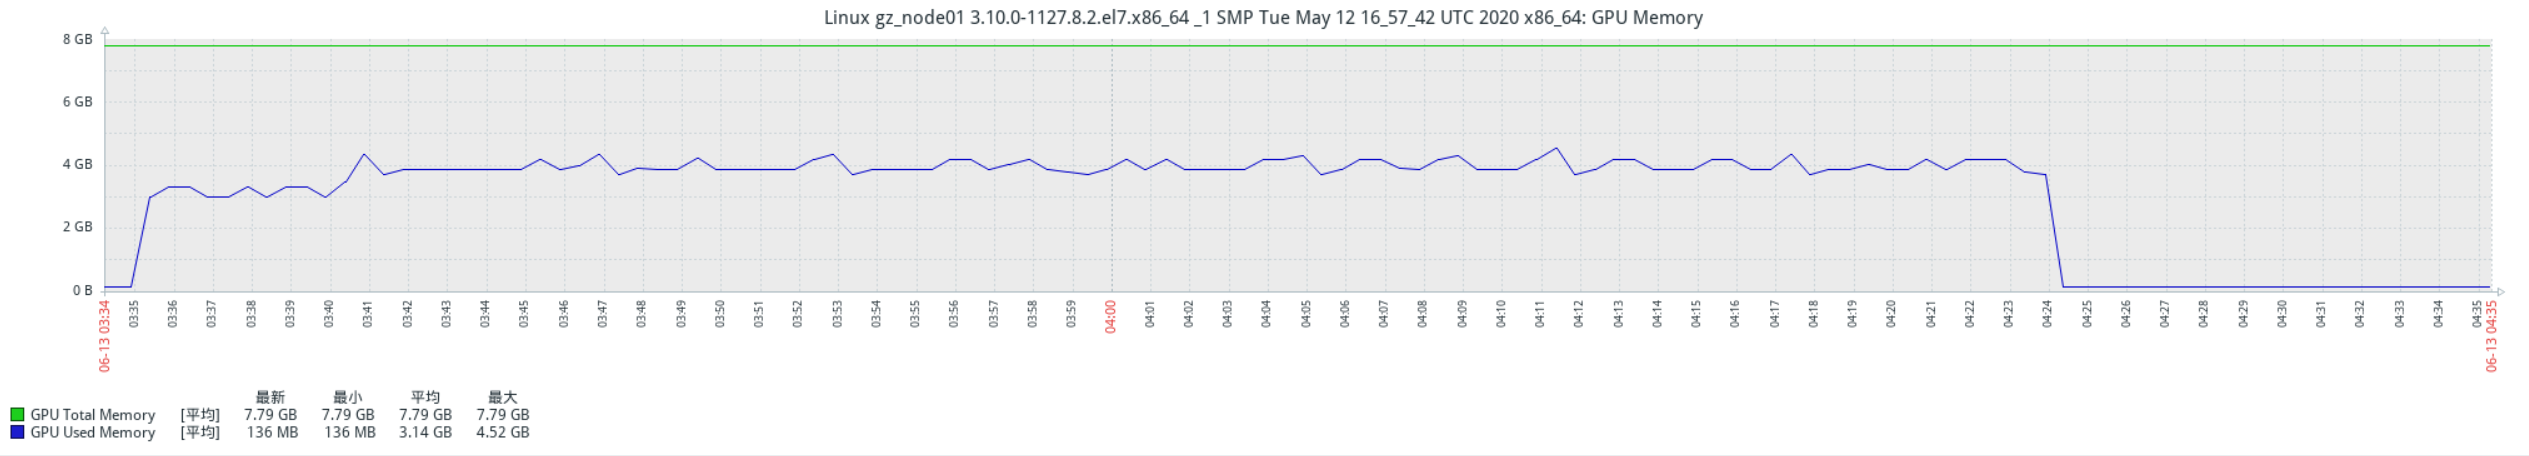 Linux gz_node01 3.10.0-1127.8.2.el7.x86_64 _1 SMP Tue May 12 16_57_42 UTC 2020 x86_64: GPU Memory
8 GB
6 GB
4 GB
2 GB
0 B
06-13 03:34 03:35 03:36 03:37 03:38 03:39 03:40 03:41 03:42 03:43 03:44 03:45 03:46 03:47 03:48 03:49 03:50 03:51 03:52 03:53 03:54 03:55 03:56 03:57 03:58 03:59 04:00 04:01 04:02 04:03 04:04 04:05 04:06 04:07 04:08 04:09 04:10 04:11 04:12 04:13 04:14 04:15 04:16 04:17 04:18 04:19 04:20 04:21 04:22 04:23 04:24 04:25 04:26 04:27 04:28 04:29 04:30 04:31 04:32 04:33 04:34 04:35 06-13 04:35
最新 最小 平均 最大
GPU Total Memory [平均] 7.79 GB 7.79 GB 7.79 GB 7.79 GB
GPU Used Memory [平均] 136 MB 136 MB 3.14 GB 4.52 GB